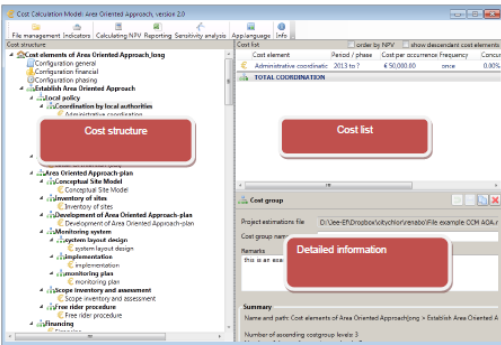 Cost Calculation Model: Area Oriented Approach, version 2.0
File management Indicators Calculating NPV Reporting Sensitivity analysis App.language Info
Cost structure
Cost elements of Area Oriented Approach_long
Configuration general
Configuration financial
Configuration phasing
Establish Area Oriented Approach
Local policy
Coordination by local authorities
Administrative coordination
Cost structure
Area Oriented Approach-plan
Conceptual Site Model
Conceptual Site Model
Inventory of sites
Inventory of sites
Development of Area Oriented Approach-plan
Development of Area Oriented Approach-plan
Monitoring system
system layout design
system layout design
implementation
implementation
monitoring plan
monitoring plan
Scope inventory and assessment
Scope inventory and assessment
Free rider procedure
Free rider procedure
Financing
Cost list
order by NPV show descendant cost elements
Cost element Period / phase Cost per occurrence Frequency Concur
Administrative coordinatic 2013 to ? € 50,000.00 once 0.00%
TOTAL COORDINATION
Cost list
Cost group
Project estimations file
Cost group name
Remarks
this is an exa
Detailed information
Summary
Name and path: Cost elements of Area Oriented Approach|long > Establish Area Oriented A
Number of ascending costgroup levels: 3